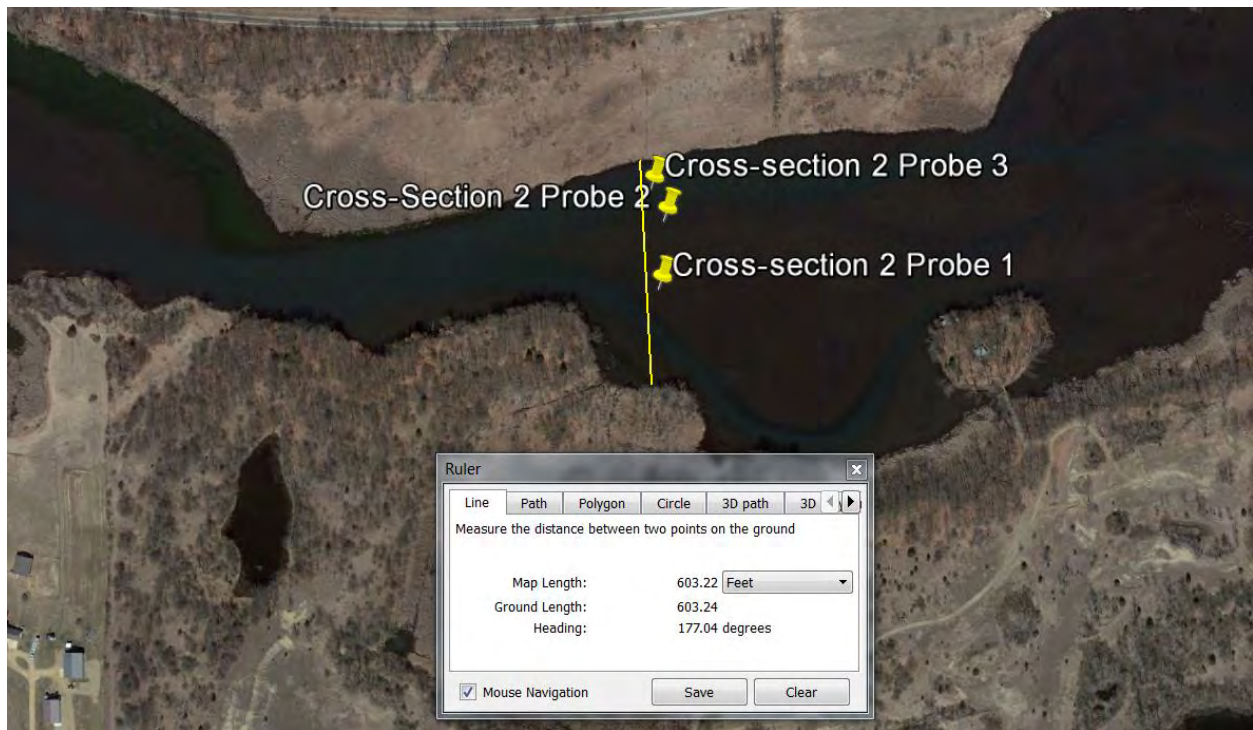 Cross-section 2 Probe 3
Cross-Section 2 Probe 2
Cross-section 2 Probe 1
Ruler
Line Path Polygon Circle 3D path 3D
Measure the distance between two points on the ground
Map Length: 603.22 Feet
Ground Length: 603.24
Heading: 177.04 degrees
Mouse Navigation Save Clear